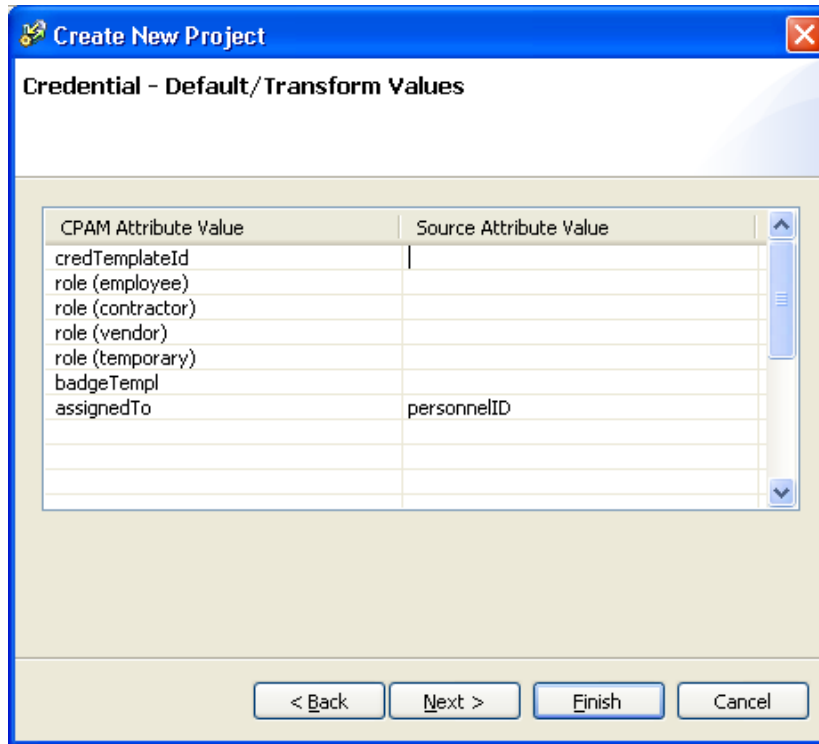 Create New Project
Credential - Default/Transform Values
CPAM Attribute Value Source Attribute Value
credTemplateId
role (employee)
role (contractor)
role (vendor)
role (temporary)
badgeTempl
assignedTo personnelID
< Back Next > Finish Cancel